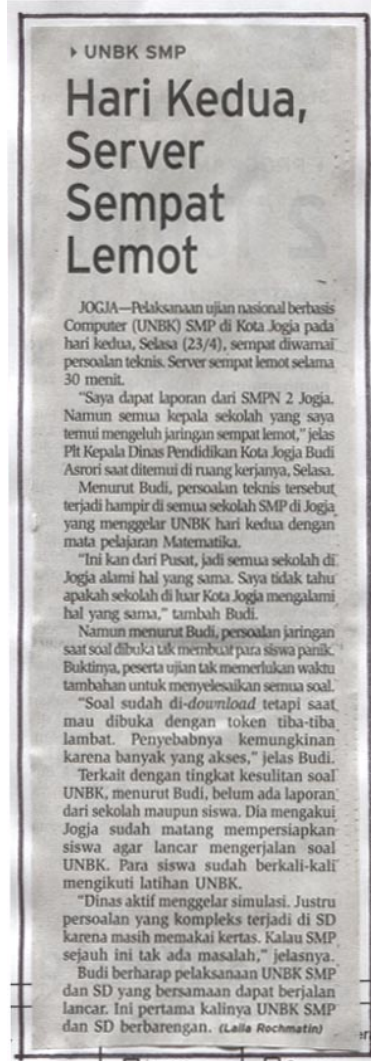 UNBK SMP
Hari Kedua,
Server
Sempat
Lemot
JOGJA—Pelaksanaan ujian nasional berbasis
Computer (UNBK) SMP di Kota Jogja pada
hari kedua, Selasa (23/4), sempat diwarnai
persoalan teknis. Server sempat lemot selama
30 menit.
"Saya dapat laporan dari SMPN 2 Jogja.
Namun semua kepala sekolah yang saya
temui mengeluh jaringan sempat lemot," jelas
Plt Kepala Dinas Pendidikan Kota Jogja Budi
Asrori saat ditemui di ruang kerjanya, Selasa.
Menurut Budi, persoalan teknis tersebut
terjadi hampir di semua sekolah SMP di Jogja
yang menggelar UNBK hari kedua dengan
mata pelajaran Matematika.
"Ini kan dari Pusat, jadi semua sekolah di
Jogja alami hal yang sama. Saya tidak tahu
apakah sekolah di luar Kota Jogja mengalami
hal yang sama," tambah Budi.
Namun menurut Budi, persoalan jaringan
saat soal dibuka tak membuat para siswa panik.
Buktinya, peserta ujian tak memerlukan waktu
tambahan untuk menyelesaikan semua soal.
"Soal sudah di-download tetapi saat
mau dibuka dengan token tiba-tiba
lambat. Penyebabnya kemungkinan
karena banyak yang akses," jelas Budi.
Terkait dengan tingkat kesulitan soal
UNBK, menurut Budi, belum ada laporan
dari sekolah maupun siswa. Dia mengakui
Jogja sudah matang mempersiapkan
siswa agar lancar mengerjalan soal
UNBK. Para siswa sudah berkali-kali
mengikuti latihan UNBK.
"Dinas aktif menggelar simulasi. Justru
persoalan yang kompleks terjadi di SD
karena masih memakai kertas. Kalau SMP
sejauh ini tak ada masalah," jelasnya.
Budi berharap pelaksanaan UNBK SMP
dan SD yang bersamaan dapat berjalan
lancar. Ini pertama kalinya UNBK SMP
dan SD berbarengan. (Laila Rochmatin)